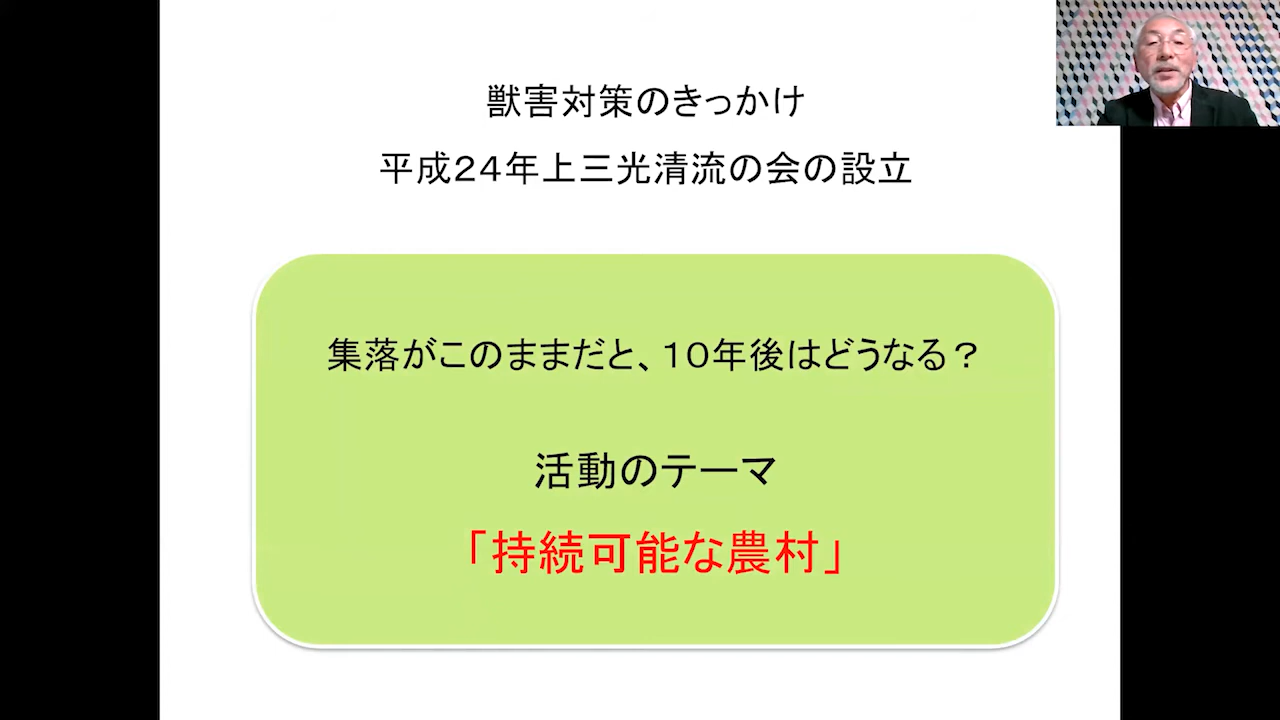 獣害対策のきっかけ
平成２４年上三光清流の会の設立
集落がこのままだと、１０年後はどうなる？
活動のテーマ
「持続可能な農村」